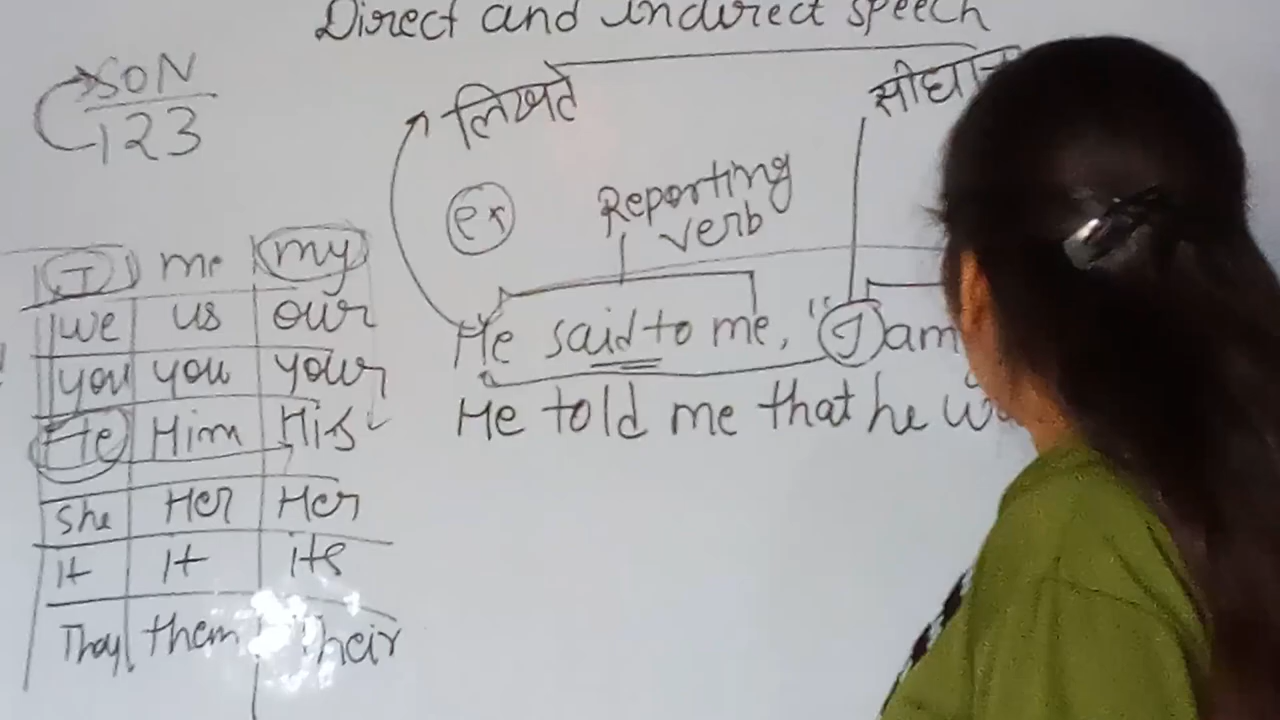 Direct and indirect speech
SON
123
लिखते
सीधा
ex
Reporting
verb
I me my
we us our
you you your
He Him His
She Her Her
It It its
They them their
He said to me, "I am
He told me that he